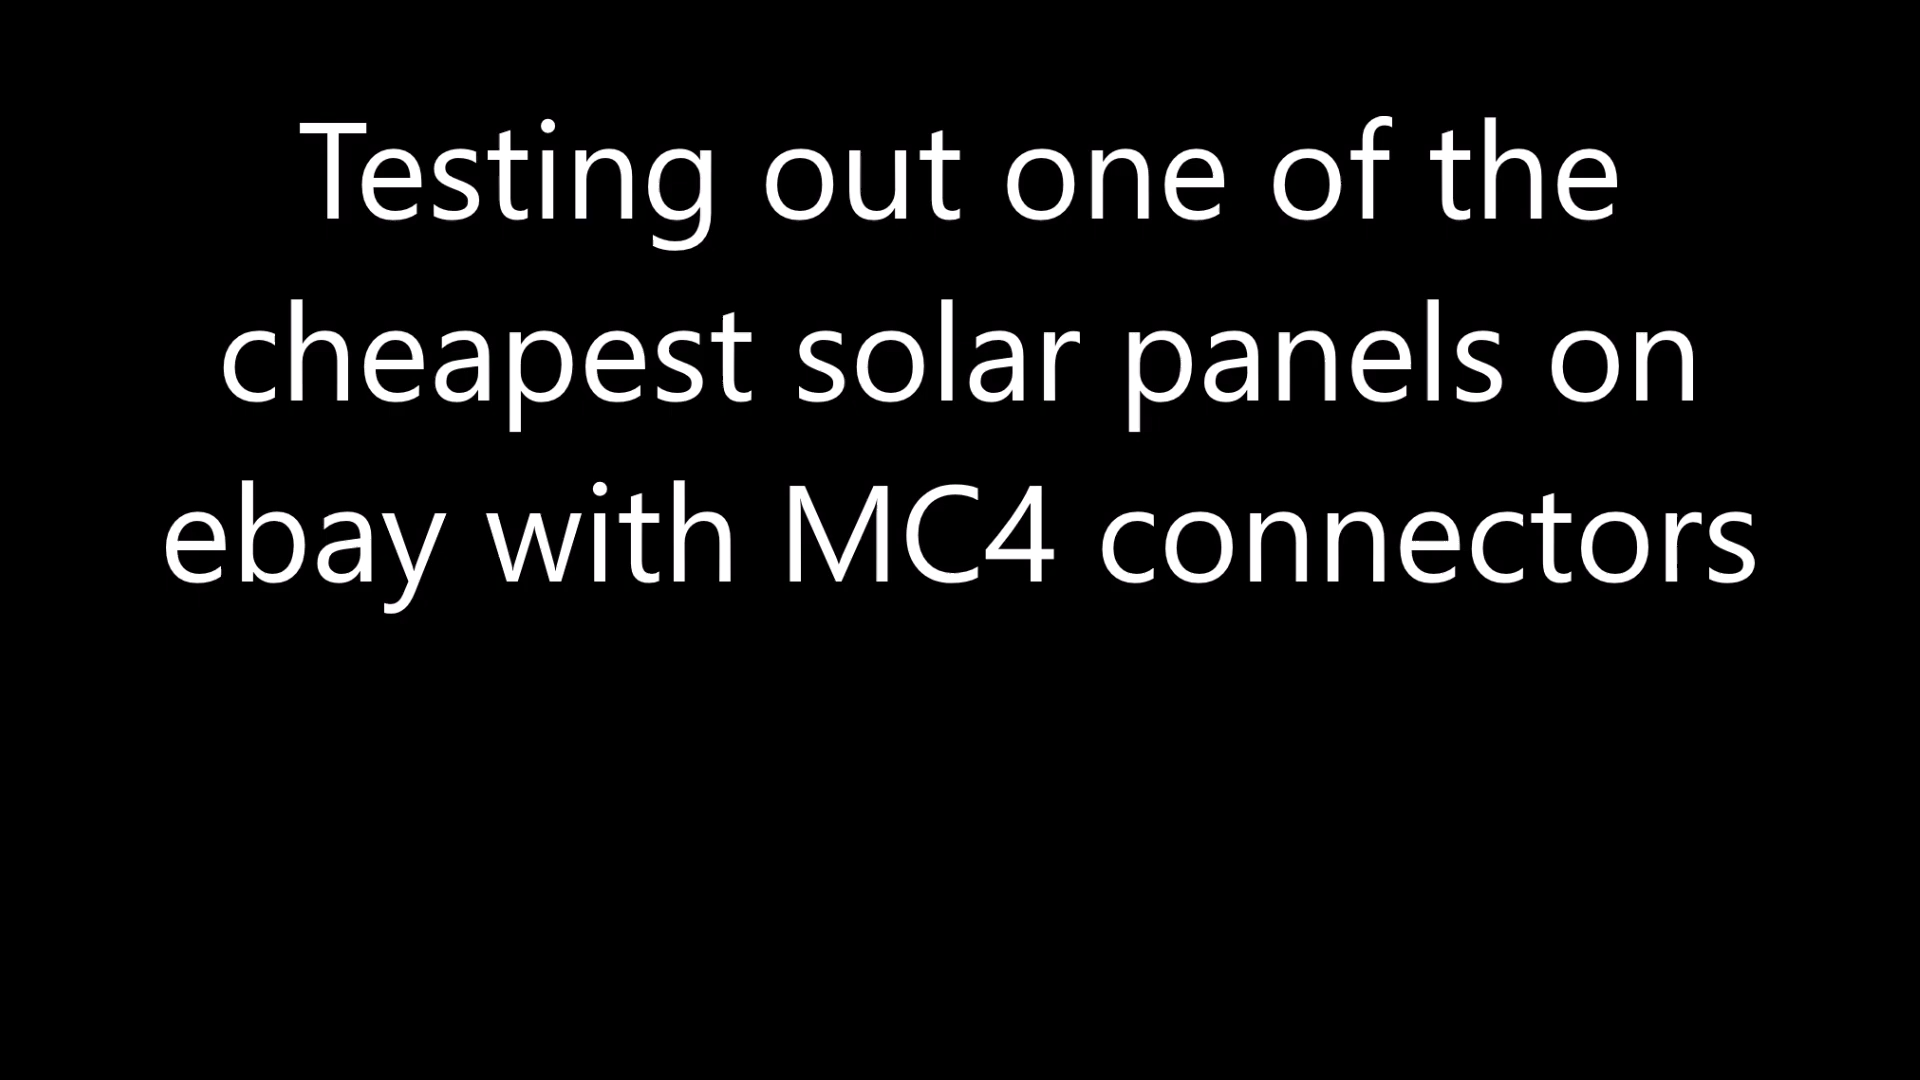 Testing out one of the
cheapest solar panels on
ebay with MC4 connectors